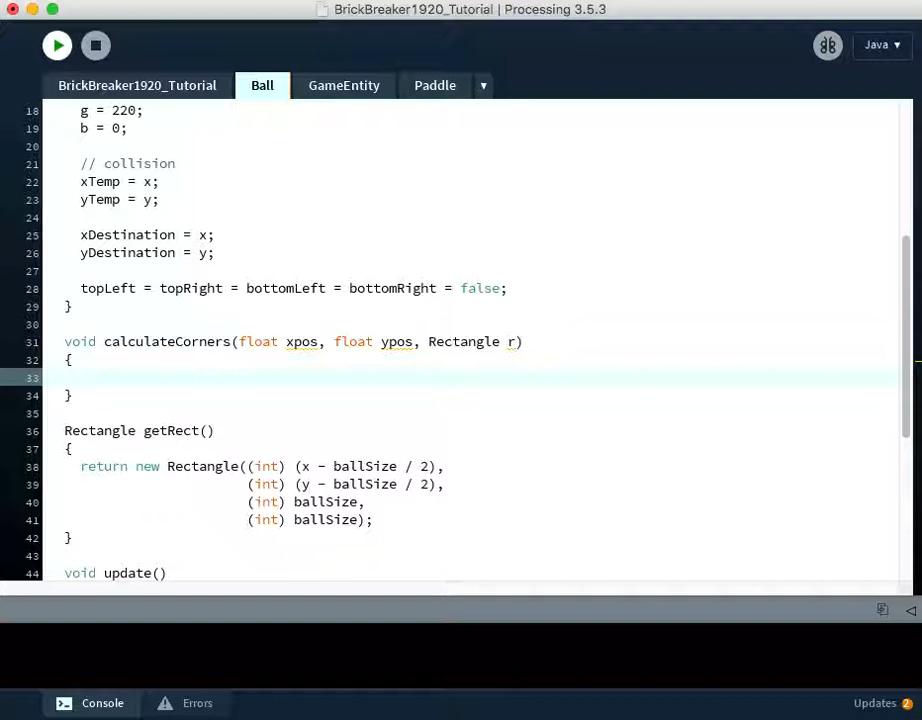 BrickBreaker1920_Tutorial | Processing 3.5.3
Java ▾
BrickBreaker1920_Tutorial Ball GameEntity Paddle ▾
18 g = 220;
19 b = 0;
20
21 // collision
22 xTemp = x;
23 yTemp = y;
24
25 xDestination = x;
26 yDestination = y;
27
28 topLeft = topRight = bottomLeft = bottomRight = false;
29 }
30
31 void calculateCorners(float xpos, float ypos, Rectangle r)
32 {
33
34 }
35
36 Rectangle getRect()
37 {
38 return new Rectangle((int) (x - ballSize / 2),
39 (int) (y - ballSize / 2),
40 (int) ballSize,
41 (int) ballSize);
42 }
43
44 void update()
Console Errors Updates 2